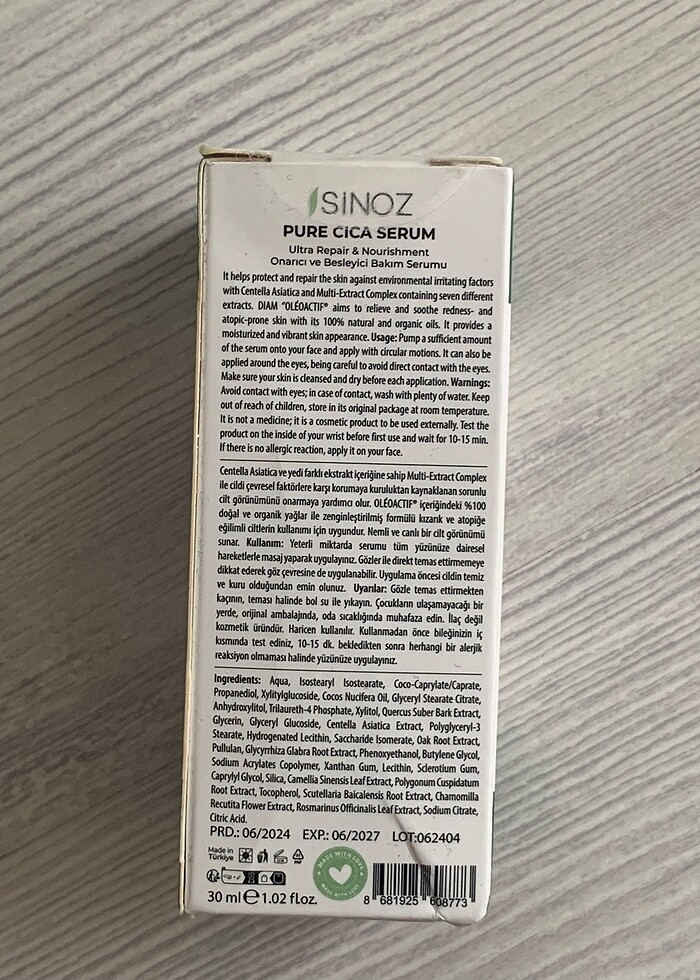 SINOZ
PURE CICA SERUM
Ultra Repair & Nourishment
Onarıcı ve Besleyici Bakım Serumu
It helps protect and repair the skin against environmental irritating factors
with Centella Asiatica and Multi-Extract Complex containing seven different
extracts. DIAM "OLÉOACTIF® aims to relieve and soothe redness- and
atopic-prone skin with its 100% natural and organic oils. It provides a
moisturized and vibrant skin appearance. Usage: Pump a sufficient amount
of the serum onto your face and apply with circular motions. It can also be
applied around the eyes, being careful to avoid direct contact with the eyes.
Make sure your skin is cleansed and dry before each application. Warnings:
Avoid contact with eyes; in case of contact, wash with plenty of water. Keep
out of reach of children, store in its original package at room temperature.
It is not a medicine; it is a cosmetic product to be used externally. Test the
product on the inside of your wrist before first use and wait for 10-15 min.
If there is no allergic reaction, apply it on your face.
Centella Asiatica ve yedi farklı ekstrakt içeriğine sahip Multi-Extract Complex
ile cildi çevresel faktörlere karşı korumaya kuruluktan kaynaklanan sorunlu
cilt görünümünü onarmaya yardımcı olur. OLÉOACTIF® içeriğindeki %100
doğal ve organik yağlar ile zenginleştirilmiş formülü kızarık ve atopiğe
eğilimli ciltlerin kullanımı için uygundur. Nemli ve canlı bir cilt görünümü
sunar. Kullanım: Yeterli miktarda serumu tüm yüzünüze dairesel
hareketlerle masaj yaparak uygulayınız. Gözler ile direkt temas ettirmemeye
dikkat ederek göz çevresine de uygulanabilir. Uygulama öncesi cildin temiz
ve kuru olduğundan emin olunuz. Uyarılar: Gözle temas ettirmekten
kaçının, teması halinde bol su ile yıkayın. Çocukların ulaşamayacağı bir
yerde, orijinal ambalajında, oda sıcaklığında muhafaza edin. İlaç değil
kozmetik üründür. Haricen kullanılır. Kullanmadan önce bileğinizin iç
kısmında test ediniz, 10-15 dk. bekledikten sonra herhangi bir alerjik
reaksiyon olmaması halinde yüzünüze uygulayınız.
Ingredients: Aqua, Isostearyl Isostearate, Coco-Caprylate/Caprate,
Propanediol, Xylitylglucoside, Cocos Nucifera Oil, Glyceryl Stearate Citrate,
Anhydroxylitol, Trilaureth-4 Phosphate, Xylitol, Quercus Suber Bark Extract,
Glycerin, Glyceryl Glucoside, Centella Asiatica Extract, Polyglyceryl-3
Stearate, Hydrogenated Lecithin, Saccharide Isomerate, Oak Root Extract,
Pullulan, Glycyrrhiza Glabra Root Extract, Phenoxyethanol, Butylene Glycol,
Sodium Acrylates Copolymer, Xanthan Gum, Lecithin, Sclerotium Gum,
Caprylyl Glycol, Silica, Camellia Sinensis Leaf Extract, Polygonum Cuspidatum
Root Extract, Tocopherol, Scutellaria Baicalensis Root Extract, Chamomilla
Recutita Flower Extract, Rosmarinus Officinalis Leaf Extract, Sodium Citrate,
Citric Acid.
PRD.: 06/2024 EXP.: 06/2027 LOT:062404
Made in
Türkiye
MADE WITH LOVE
MADE WITH LOVE
30 ml e 1.02 fl.oz.
8 681925 608773